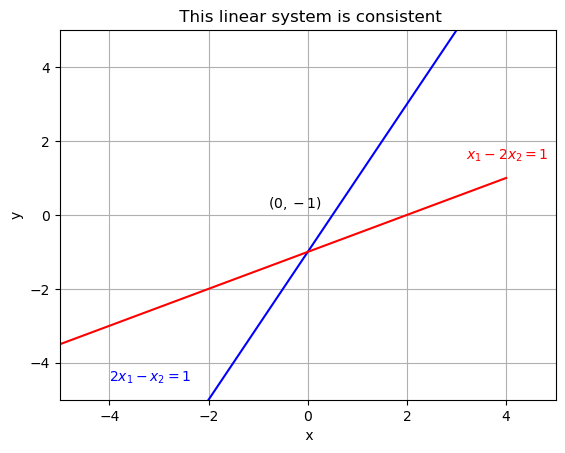 This linear system is consistent
4
x₁ − 2x₂ = 1
2
(0, −1)
y
0
−2
−4
2x₁ − x₂ = 1
−4
−2
0
2
4
x